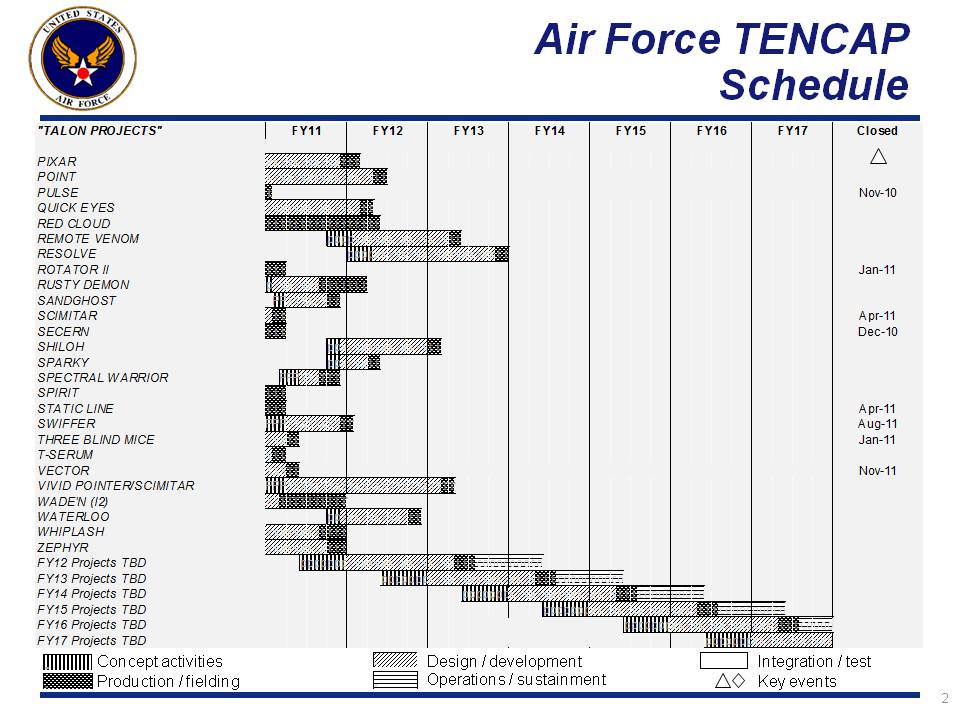 UNITED STATES
AIR FORCE
Air Force TENCAP
Schedule
"TALON PROJECTS" FY11 FY12 FY13 FY14 FY15 FY16 FY17 Closed
PIXAR
POINT
PULSE Nov-10
QUICK EYES
RED CLOUD
REMOTE VENOM
RESOLVE
ROTATOR II Jan-11
RUSTY DEMON
SANDGHOST
SCIMITAR Apr-11
SECERN Dec-10
SHILOH
SPARKY
SPECTRAL WARRIOR
SPIRIT
STATIC LINE Apr-11
SWIFFER Aug-11
THREE BLIND MICE Jan-11
T-SERUM
VECTOR Nov-11
VIVID POINTER/SCIMITAR
WADE'N (I2)
WATERLOO
WHIPLASH
ZEPHYR
FY12 Projects TBD
FY13 Projects TBD
FY14 Projects TBD
FY15 Projects TBD
FY16 Projects TBD
FY17 Projects TBD
Concept activities Design / development Integration / test
Production / fielding Operations / sustainment Key events
2